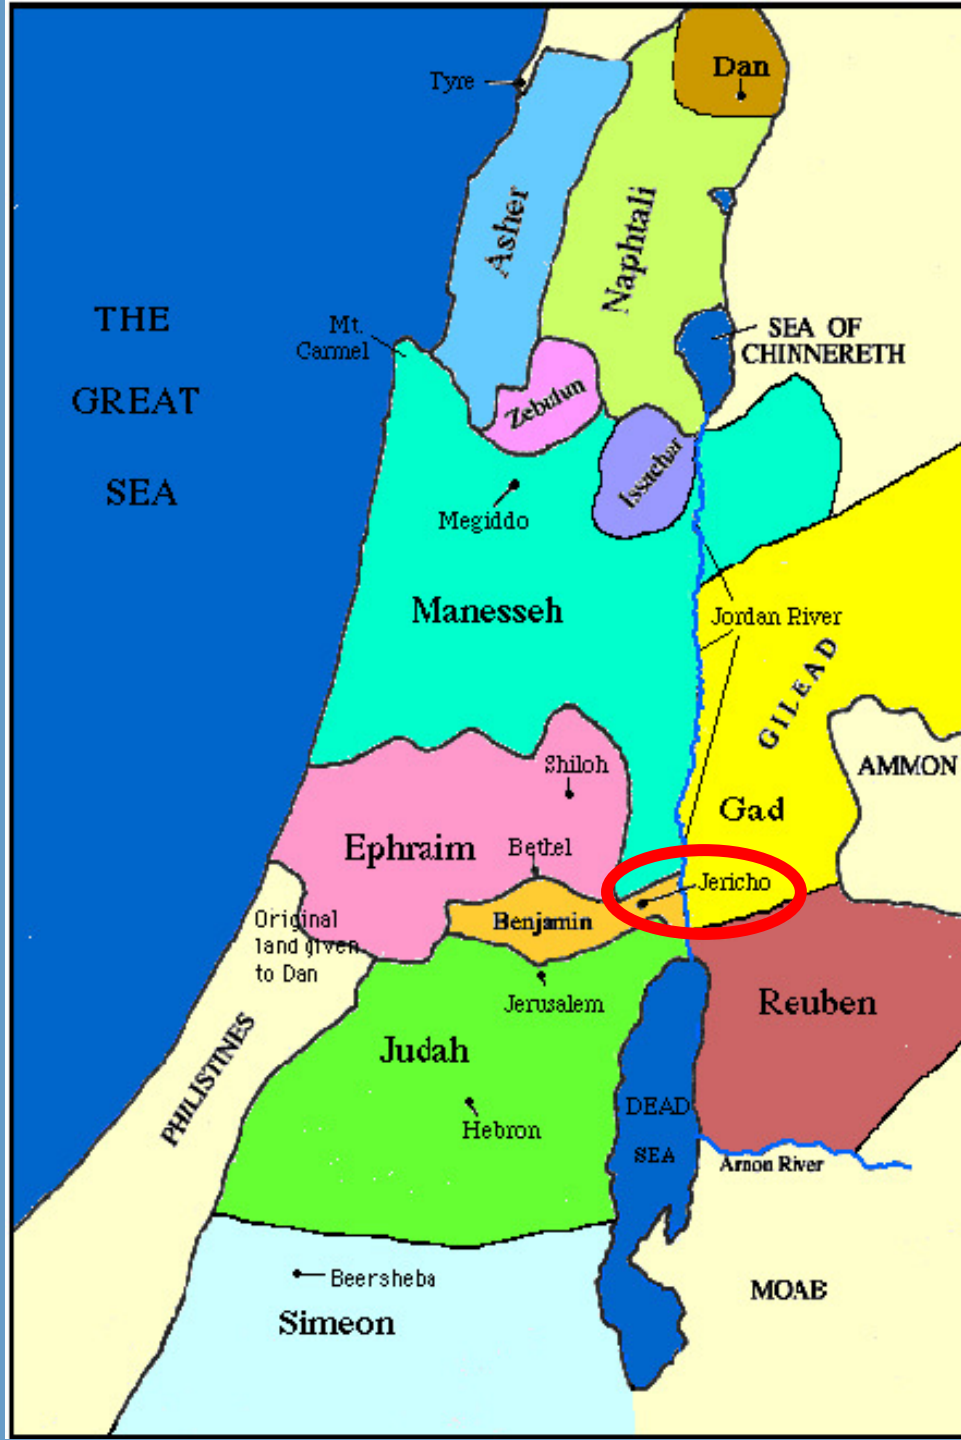 Dan
Tyre
Asher
Naphtali
THE
GREAT
SEA
Mt.
Carmel
SEA OF
CHINNERETH
Zebulun
Issachar
Megiddo
Manesseh
Jordan River
GILEAD
AMMON
Shiloh
Gad
Ephraim
Bethel
Jericho
Original
land given
to Dan
Benjamin
Jerusalem
Reuben
Judah
PHILISTINES
Hebron
DEAD
SEA
Arnon River
Beersheba
MOAB
Simeon